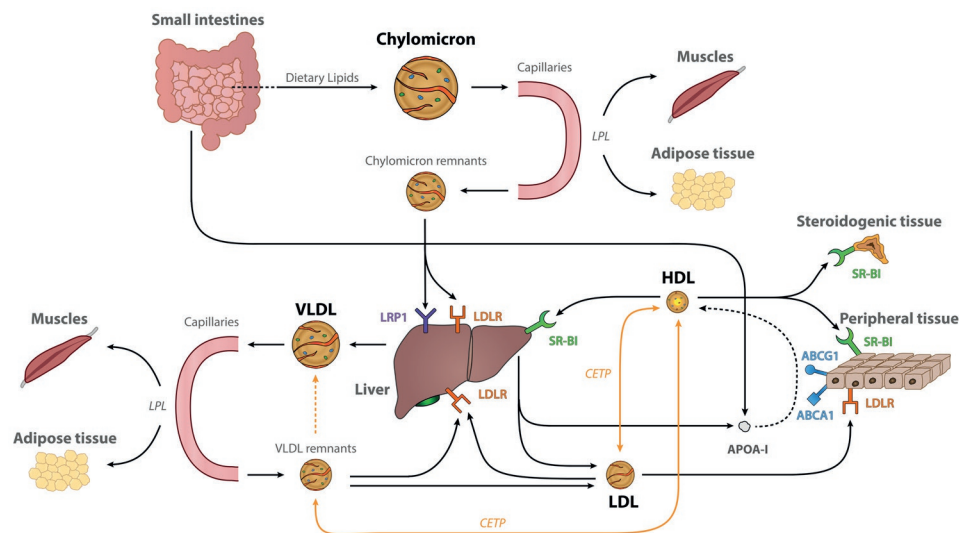 Small intestines
Chylomicron
Dietary Lipids
Capillaries
Muscles
LPL
Adipose tissue
Chylomicron remnants
Steroidogenic tissue
SR-BI
HDL
LRP1
LDLR
VLDL
Capillaries
Muscles
SR-BI
Peripheral tissue
SR-BI
ABCG1
CETP
Liver
LDLR
LDLR
ABCA1
LPL
Adipose tissue
VLDL remnants
APOA-I
LDL
CETP